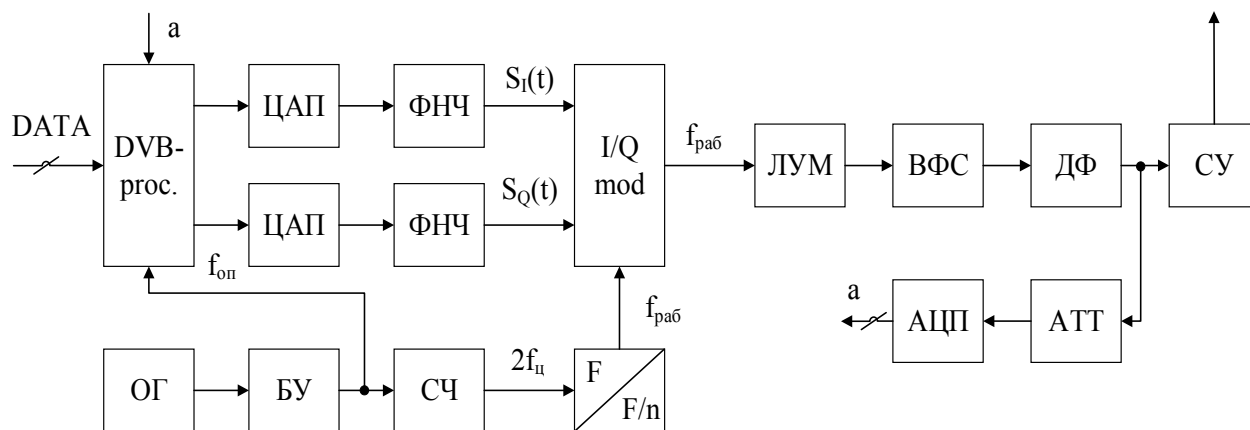 a
DATA
DVB-
proc.
ЦАП
ФНЧ
S_I(t)
ЦАП
ФНЧ
S_Q(t)
I/Q
mod
f_раб
ЛУМ
ВФС
ДФ
СУ
f_оп
f_раб
a
АЦП
АТТ
ОГ
БУ
СЧ
2f_ц
F
F/n